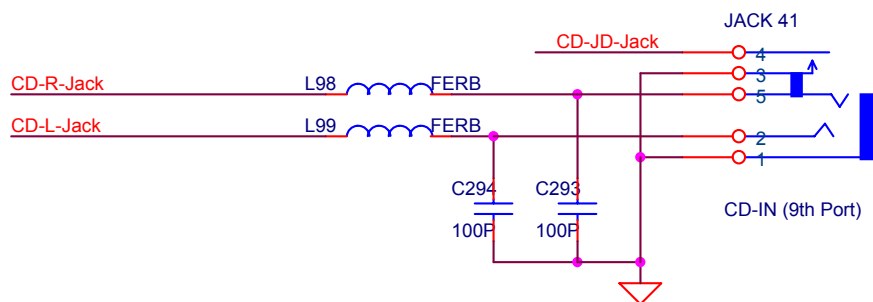 JACK 41
CD-JD-Jack
4
3
CD-R-Jack
L98
FERB
5
CD-L-Jack
L99
FERB
2
1
C294
C293
100P
100P
CD-IN (9th Port)